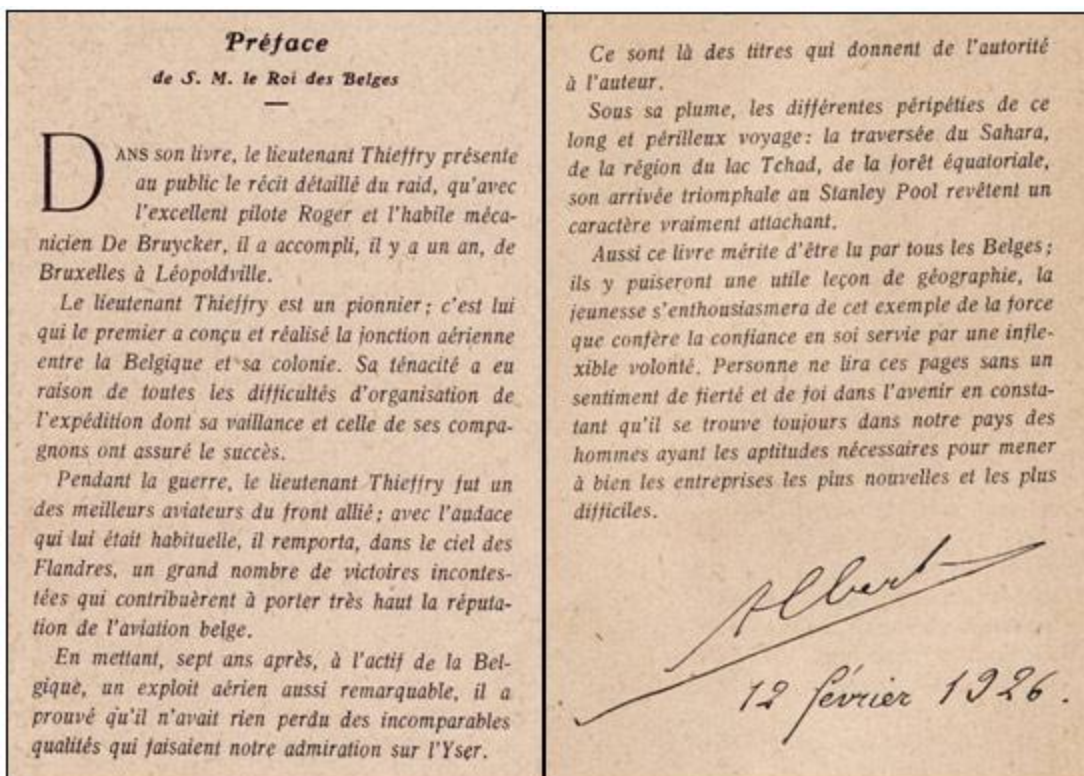 Préface
de S. M. le Roi des Belges
DANS son livre, le lieutenant Thieffry présente
au public le récit détaillé du raid, qu'avec
l'excellent pilote Roger et l'habile méca-
nicien De Bruycker, il a accompli, il y a un an, de
Bruxelles à Léopoldville.
Le lieutenant Thieffry est un pionnier ; c'est lui
qui le premier a conçu et réalisé la jonction aérienne
entre la Belgique et sa colonie. Sa ténacité a eu
raison de toutes les difficultés d'organisation de
l'expédition dont sa vaillance et celle de ses compa-
gnons ont assuré le succès.
Pendant la guerre, le lieutenant Thieffry fut un
des meilleurs aviateurs du front allié ; avec l'audace
qui lui était habituelle, il remporta, dans le ciel des
Flandres, un grand nombre de victoires incontes-
tées qui contribuèrent à porter très haut la réputa-
tion de l'aviation belge.
En mettant, sept ans après, à l'actif de la Bel-
gique, un exploit aérien aussi remarquable, il a
prouvé qu'il n'avait rien perdu des incomparables
qualités qui faisaient notre admiration sur l'Yser.
Ce sont là des titres qui donnent de l'autorité
à l'auteur.
Sous sa plume, les différentes péripéties de ce
long et périlleux voyage : la traversée du Sahara,
de la région du lac Tchad, de la forêt équatoriale,
son arrivée triomphale au Stanley Pool revêtent un
caractère vraiment attachant.
Aussi ce livre mérite d'être lu par tous les Belges ;
ils y puiseront une utile leçon de géographie, la
jeunesse s'enthousiasmera de cet exemple de la force
que confère la confiance en soi servie par une infle-
xible volonté. Personne ne lira ces pages sans un
sentiment de fierté et de foi dans l'avenir en consta-
tant qu'il se trouve toujours dans notre pays des
hommes ayant les aptitudes nécessaires pour mener
à bien les entreprises les plus nouvelles et les plus
difficiles.
Albert
12 février 1926.